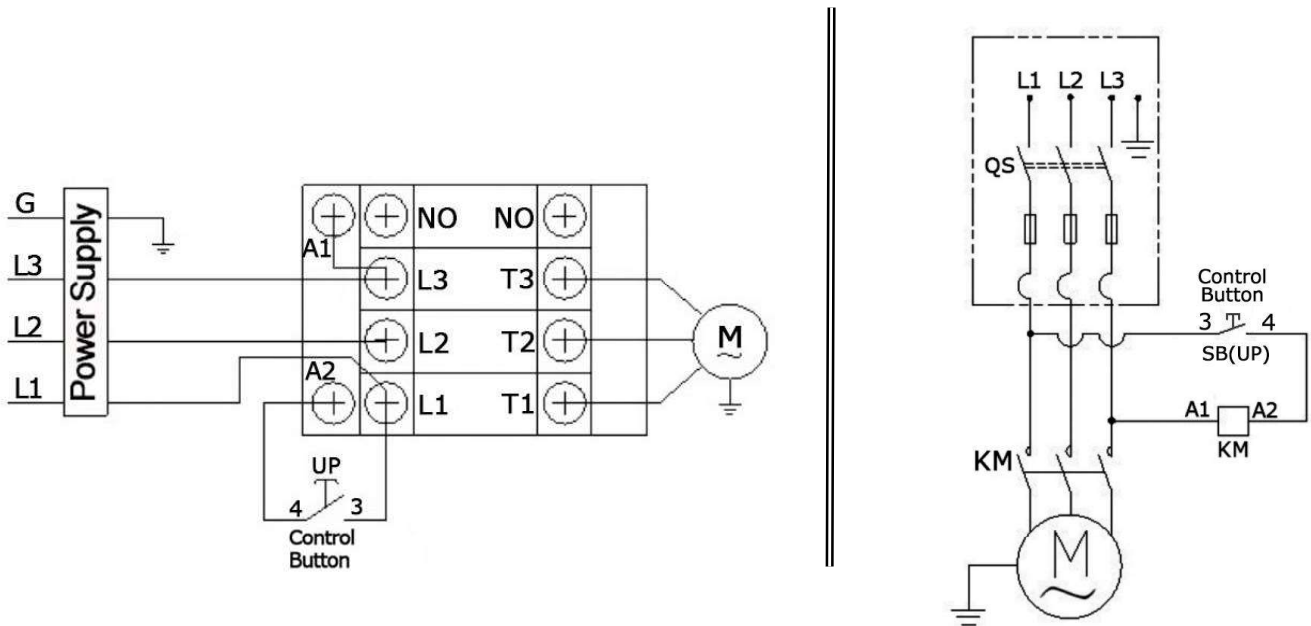 G
L3
L2
L1
Power Supply
A1
NO NO
L3 T3
L2 T2
A2
L1 T1
M
UP
4 3
Control
Button
L1 L2 L3
QS
Control
Button
3 4
SB(UP)
A1 A2
KM
KM
M